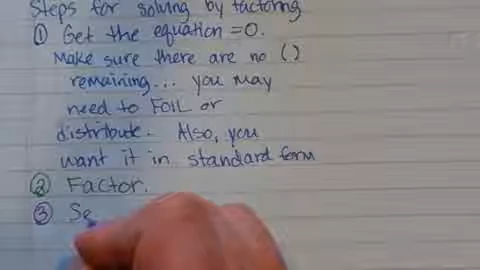 Steps for solving by factoring
① Get the equation = 0.
Make sure there are no ( )
remaining... you may
need to FOIL or
distribute. Also, you
want it in standard form
② Factor.
③ Se